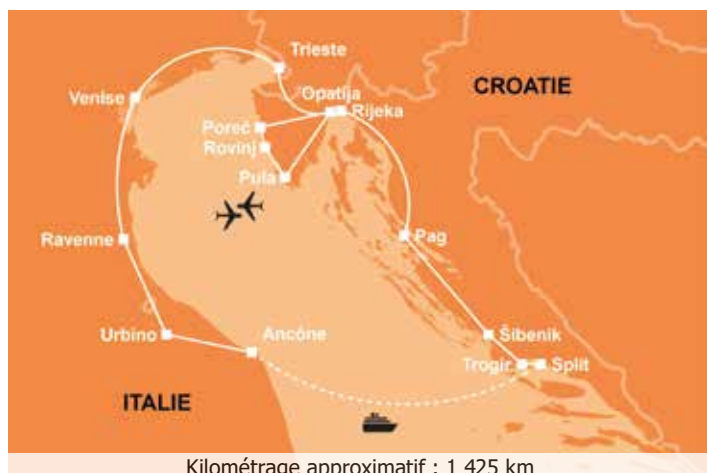 Trieste
CROATIE
Venise
Opatija
Rijeka
Poreč
Rovinj
Pula
Ravenne
Pag
Urbino
Ancône
Šibenik
Trogir
Split
ITALIE
Kilométrage approximatif : 1 425 km